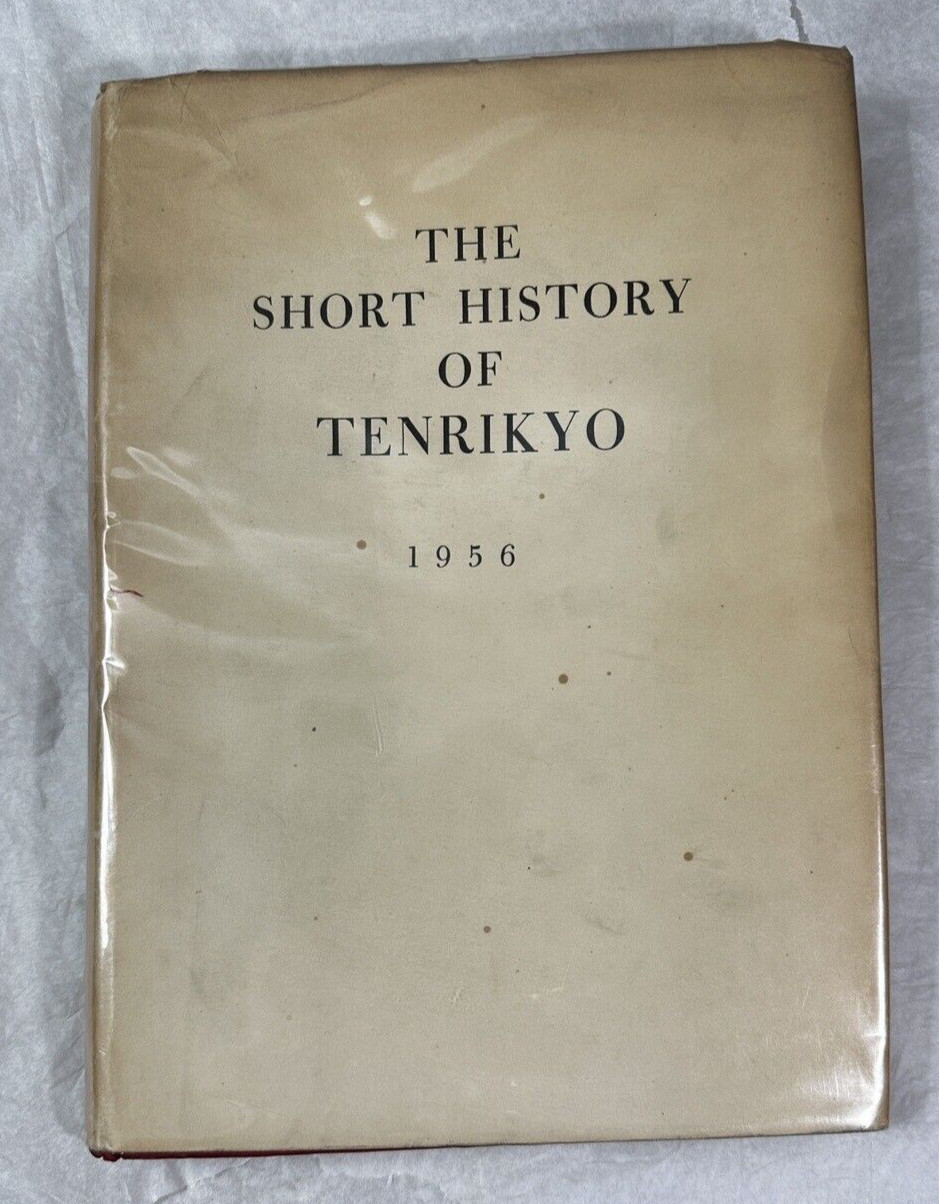 THE
SHORT HISTORY
OF
TENRIKYO
1956